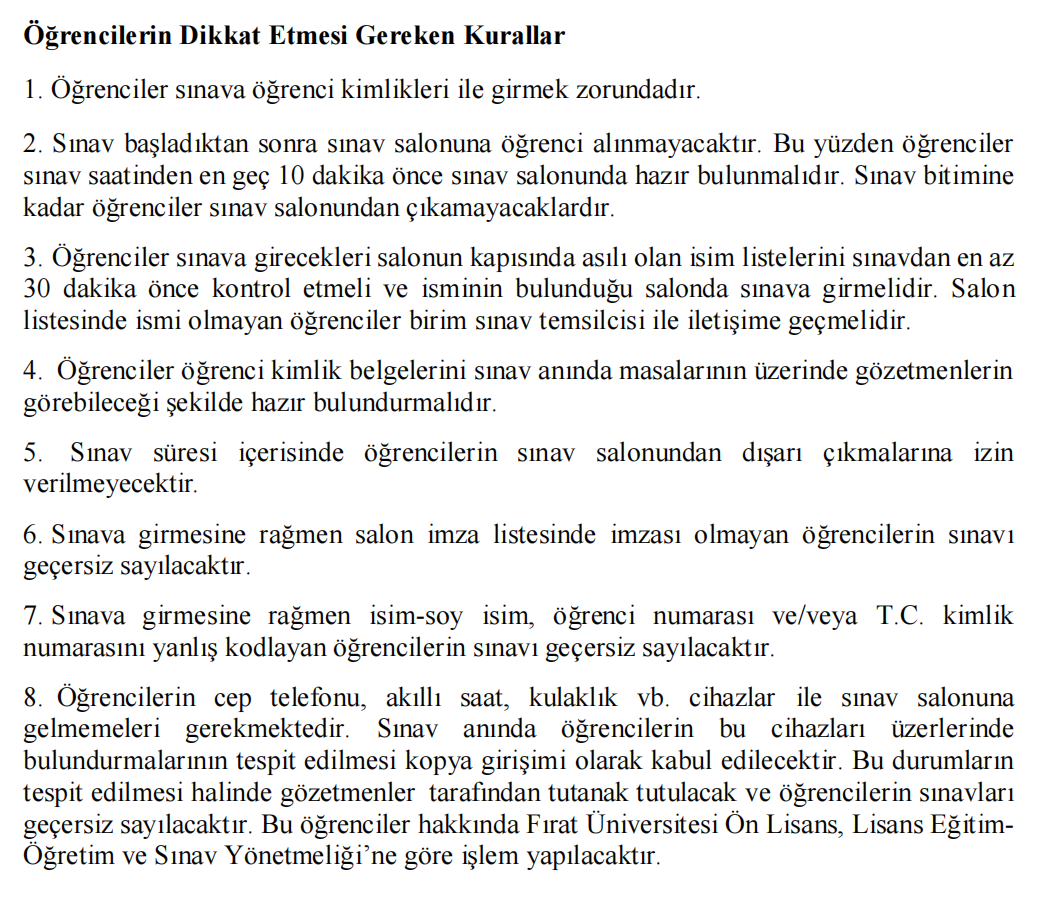 Öğrencilerin Dikkat Etmesi Gereken Kurallar
1. Öğrenciler sınava öğrenci kimlikleri ile girmek zorundadır.
2. Sınav başladıktan sonra sınav salonuna öğrenci alınmayacaktır. Bu yüzden öğrenciler
sınav saatinden en geç 10 dakika önce sınav salonunda hazır bulunmalıdır. Sınav bitimine
kadar öğrenciler sınav salonundan çıkamayacaklardır.
3. Öğrenciler sınava girecekleri salonun kapısında asılı olan isim listelerini sınavdan en az
30 dakika önce kontrol etmeli ve isminin bulunduğu salonda sınava girmelidir. Salon
listesinde ismi olmayan öğrenciler birim sınav temsilcisi ile iletişime geçmelidir.
4. Öğrenciler öğrenci kimlik belgelerini sınav anında masalarının üzerinde gözetmenlerin
görebileceği şekilde hazır bulundurmalıdır.
5. Sınav süresi içerisinde öğrencilerin sınav salonundan dışarı çıkmalarına izin
verilmeyecektir.
6. Sınava girmesine rağmen salon imza listesinde imzası olmayan öğrencilerin sınavı
geçersiz sayılacaktır.
7. Sınava girmesine rağmen isim-soy isim, öğrenci numarası ve/veya T.C. kimlik
numarasını yanlış kodlayan öğrencilerin sınavı geçersiz sayılacaktır.
8. Öğrencilerin cep telefonu, akıllı saat, kulaklık vb. cihazlar ile sınav salonuna
gelmemeleri gerekmektedir. Sınav anında öğrencilerin bu cihazları üzerlerinde
bulundurmalarının tespit edilmesi kopya girişimi olarak kabul edilecektir. Bu durumların
tespit edilmesi halinde gözetmenler tarafından tutanak tutulacak ve öğrencilerin sınavları
geçersiz sayılacaktır. Bu öğrenciler hakkında Fırat Üniversitesi Ön Lisans, Lisans Eğitim-
Öğretim ve Sınav Yönetmeliği’ne göre işlem yapılacaktır.